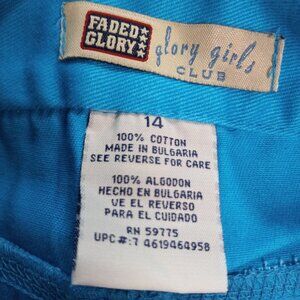 FADED
GLORY
glory girls
CLUB
14
100% COTTON
MADE IN BULGARIA
SEE REVERSE FOR CARE
100% ALGODON
HECHO EN BULGARIA
VE EL REVERSO
PARA EL CUIDADO
RN 59775
UPC #:7 4619464958